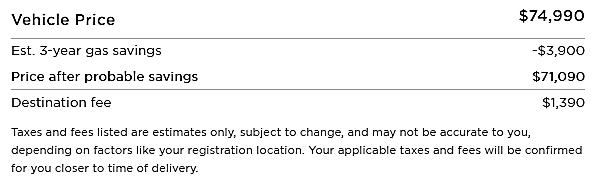 Vehicle Price $74,990
Est. 3-year gas savings -$3,900
Price after probable savings $71,090
Destination fee $1,390
Taxes and fees listed are estimates only, subject to change, and may not be accurate to you,
depending on factors like your registration location. Your applicable taxes and fees will be confirmed
for you closer to time of delivery.